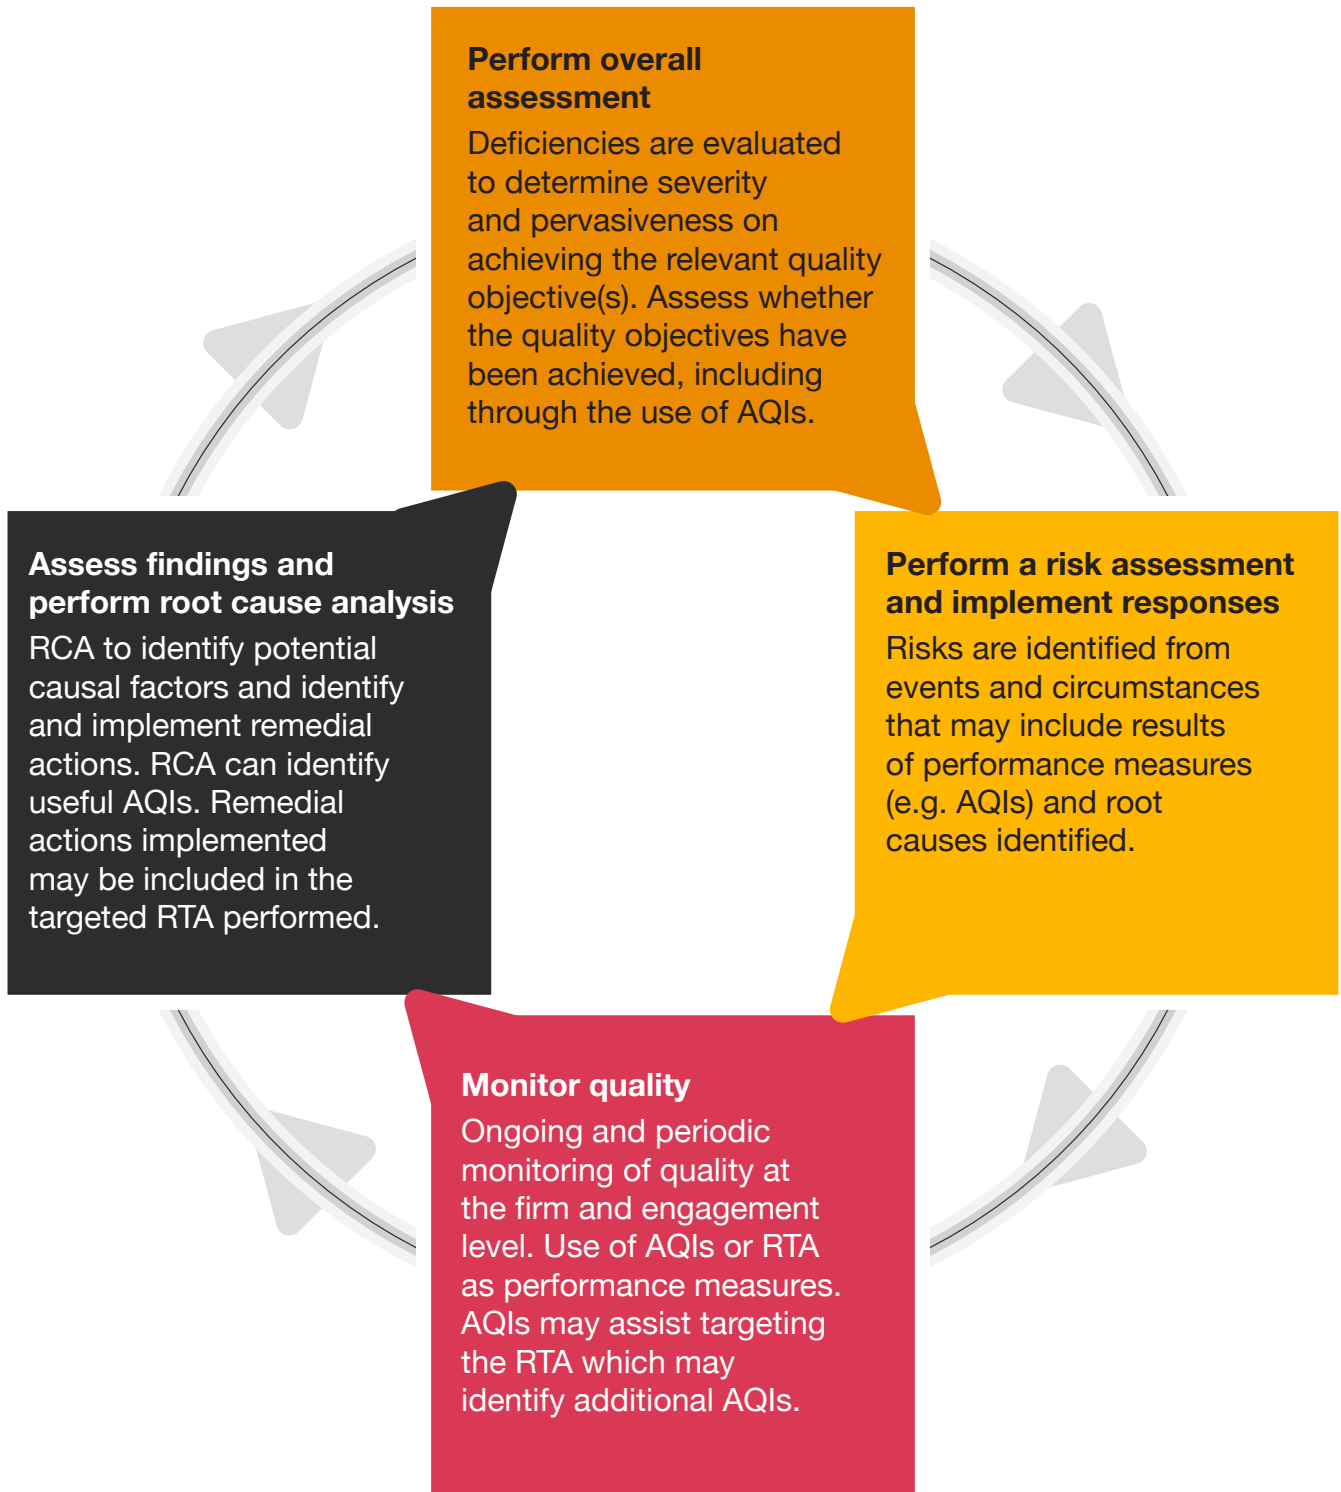 Perform overall
assessment
Deficiencies are evaluated
to determine severity
and pervasiveness on
achieving the relevant quality
objective(s). Assess whether
the quality objectives have
been achieved, including
through the use of AQIs.
Assess findings and
perform root cause analysis
RCA to identify potential
causal factors and identify
and implement remedial
actions. RCA can identify
useful AQIs. Remedial
actions implemented
may be included in the
targeted RTA performed.
Perform a risk assessment
and implement responses
Risks are identified from
events and circumstances
that may include results
of performance measures
(e.g. AQIs) and root
causes identified.
Monitor quality
Ongoing and periodic
monitoring of quality at
the firm and engagement
level. Use of AQIs or RTA
as performance measures.
AQIs may assist targeting
the RTA which may
identify additional AQIs.